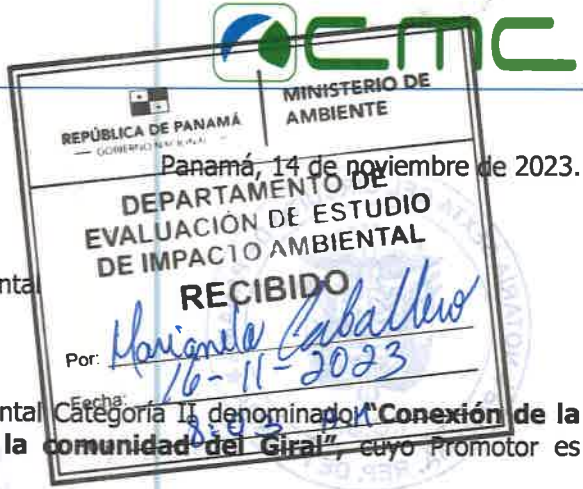 CMC
REPÚBLICA DE PANAMÁ
— GOBIERNO NACIONAL —
MINISTERIO DE
AMBIENTE
Panamá, 14 de noviembre de 2023.
DEPARTAMENTO DE
EVALUACIÓN DE ESTUDIO
DE IMPACTO AMBIENTAL
ntal
RECIBIDO
Por: Marianela Caballero
Fecha: 16-11-2023
ntal Categoría II denominado "Conexión de la
la comunidad del Giral", cuyo Promotor es